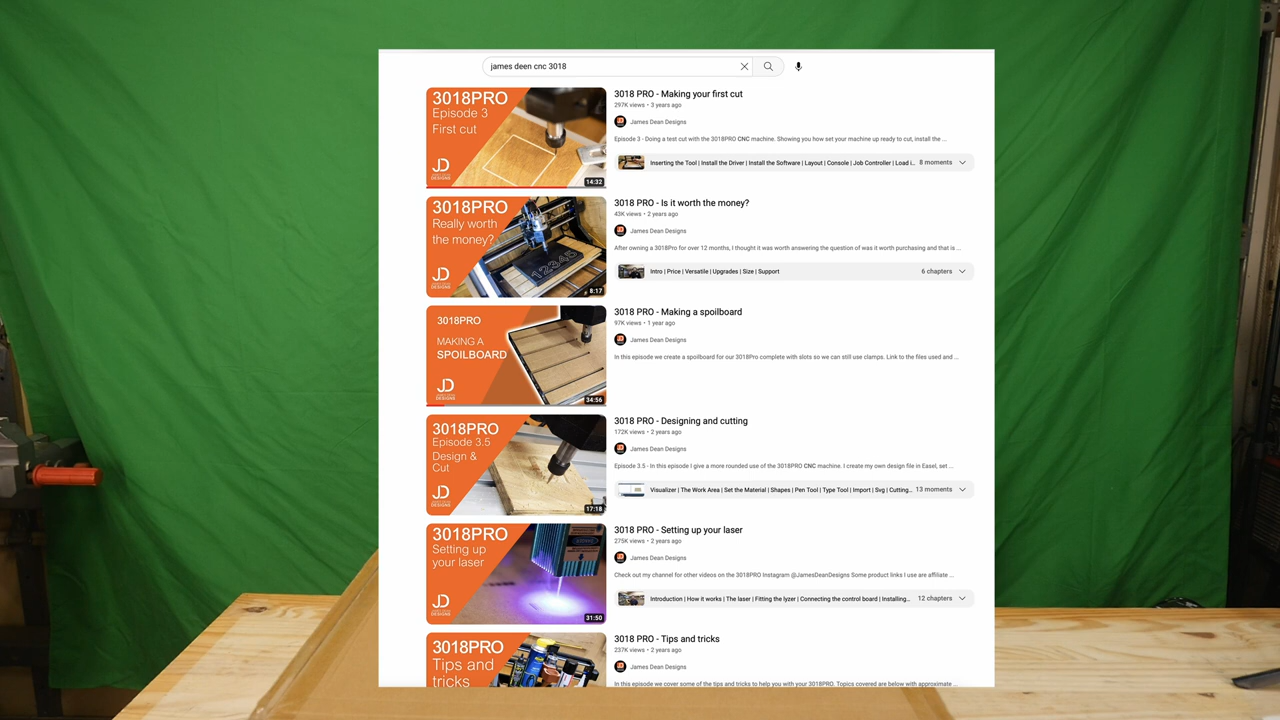 james deen cnc 3018
3018PRO
Episode 3
First cut
JD
DESIGNS
14:32
3018 PRO - Making your first cut
297K views • 3 years ago
James Dean Designs
Episode 3 - Doing a test cut with the 3018PRO CNC machine. Showing you how set your machine up ready to cut, install the ...
Inserting the Tool | Install the Driver | Install the Software | Layout | Console | Job Controller | Load i...
8 moments
3018PRO
Really worth
the money?
JD
DESIGNS
12345
8:17
3018 PRO - Is it worth the money?
43K views • 2 years ago
James Dean Designs
After owning a 3018Pro for over 12 months, I thought it was worth answering the question of was it worth purchasing and that is ...
Intro | Price | Versatile | Upgrades | Size | Support
6 chapters
3018PRO
MAKING A
SPOILBOARD
JD
DESIGNS
34:56
3018 PRO - Making a spoilboard
97K views • 1 year ago
James Dean Designs
In this episode we create a spoilboard for our 3018Pro complete with slots so we can still use clamps. Link to the files used and ...
3018PRO
Episode 3.5
Design &
Cut
JD
DESIGNS
17:18
3018 PRO - Designing and cutting
172K views • 2 years ago
James Dean Designs
Episode 3.5 - In this episode I give a more rounded use of the 3018PRO CNC machine. I create my own design file in Easel, set ...
Visualizer | The Work Area | Set the Material | Shapes | Pen Tool | Type Tool | Import | Svg | Cutting...
13 moments
3018PRO
Setting up
your laser
JD
DESIGNS
31:50
3018 PRO - Setting up your laser
275K views • 2 years ago
James Dean Designs
Check out my channel for other videos on the 3018PRO Instagram @JamesDeanDesigns Some product links I use are affiliate ...
Introduction | How it works | The laser | Fitting the lyzer | Connecting the control board | Installing...
12 chapters
3018PRO
Tips and
tricks
3018 PRO - Tips and tricks
237K views • 2 years ago
James Dean Designs
In this episode we cover some of the tips and tricks to help you with your 3018PRO. Topics covered are below with approximate ...